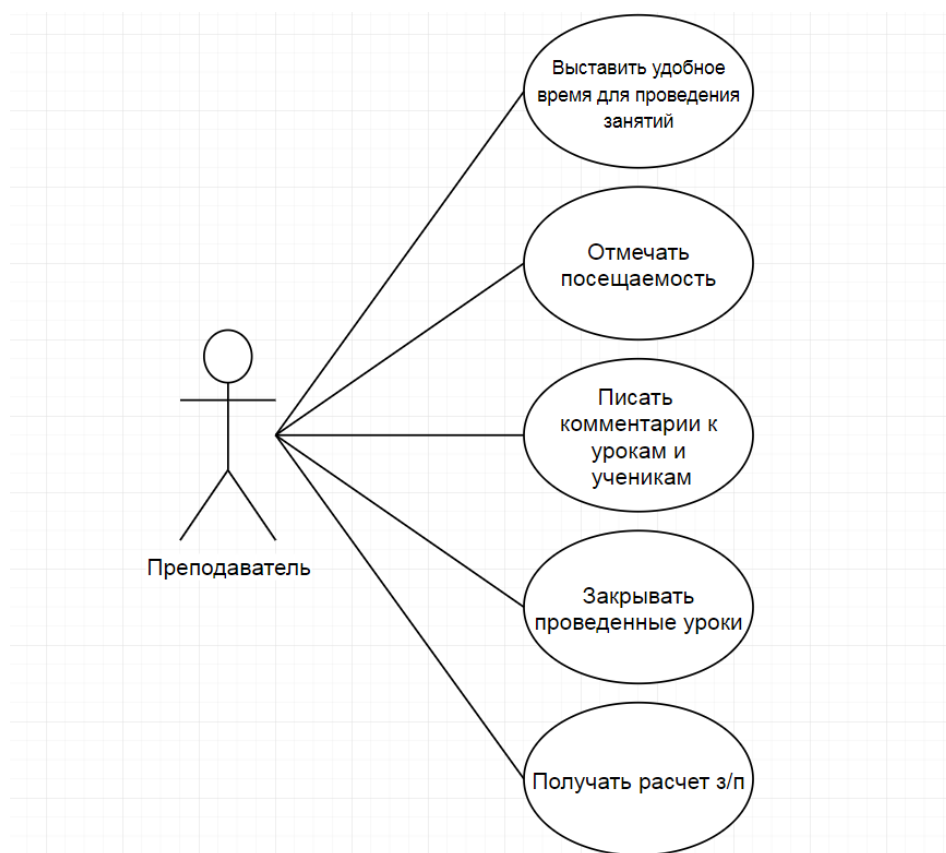 Выставить удобное
время для проведения
занятий
Отмечать
посещаемость
Писать
комментарии к
урокам и
ученикам
Преподаватель
Закрывать
проведенные уроки
Получать расчет з/п